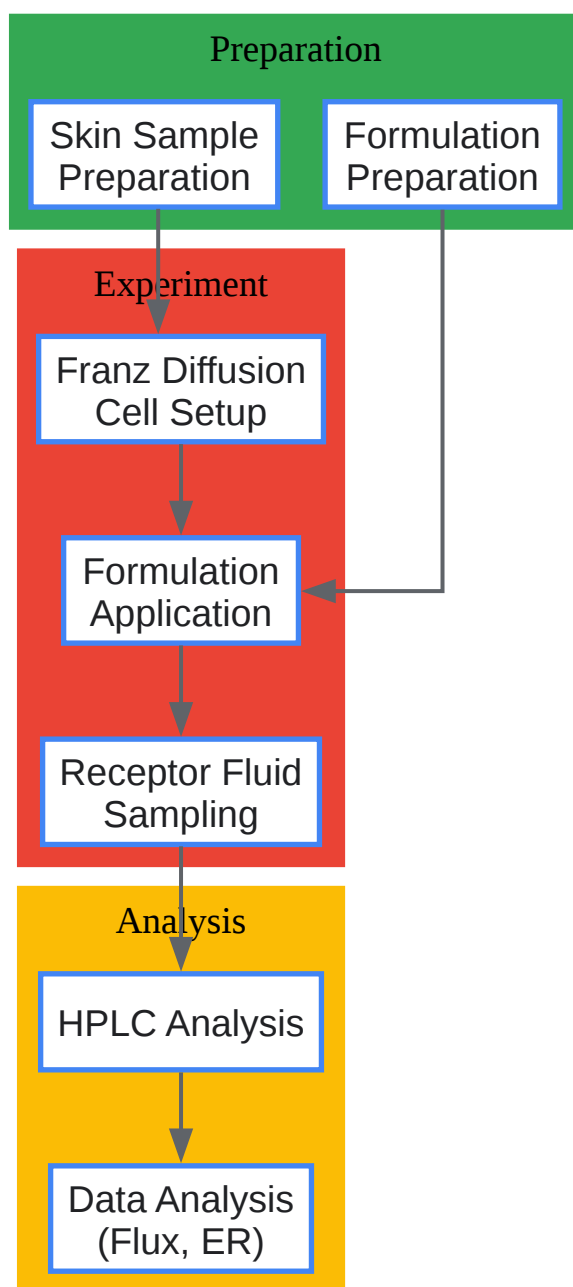 Preparation
Skin Sample
Preparation
Formulation
Preparation
Experiment
Franz Diffusion
Cell Setup
Formulation
Application
Receptor Fluid
Sampling
Analysis
HPLC Analysis
Data Analysis
(Flux, ER)